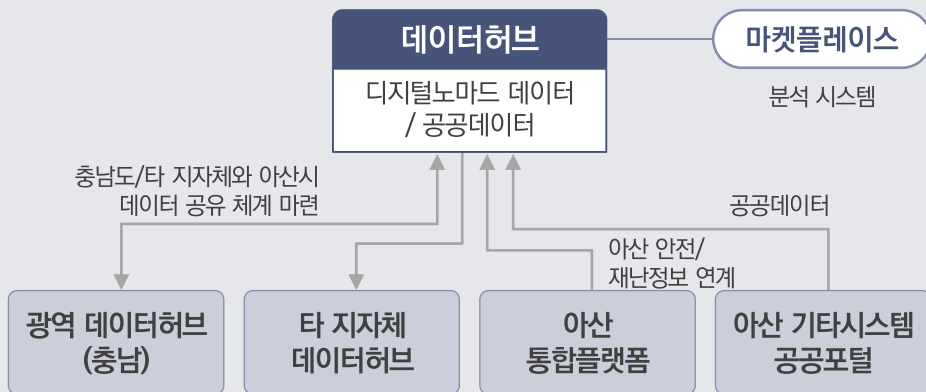 데이터허브
디지털노마드 데이터
/ 공공데이터
마켓플레이스
분석 시스템
충남도/타 지자체와 아산시
데이터 공유 체계 마련
공공데이터
아산 안전/
재난정보 연계
광역 데이터허브
(충남)
타 지자체
데이터허브
아산
통합플랫폼
아산 기타시스템
공공포털